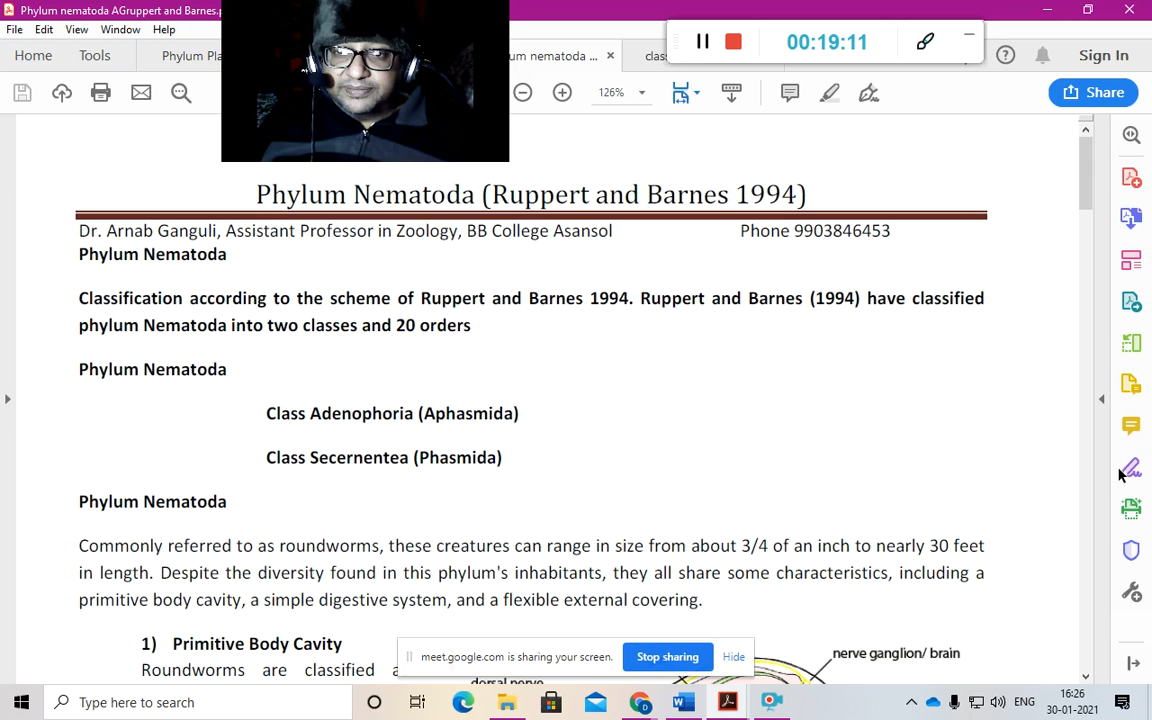 Phylum nematoda AGruppert and Barnes.p
File Edit View Window Help
00:19:11
Home Tools Phylum Pla um nematoda ... clas Sign In
126% Share
Phylum Nematoda (Ruppert and Barnes 1994)
Dr. Arnab Ganguli, Assistant Professor in Zoology, BB College Asansol Phone 9903846453
Phylum Nematoda
Classification according to the scheme of Ruppert and Barnes 1994. Ruppert and Barnes (1994) have classified
phylum Nematoda into two classes and 20 orders
Phylum Nematoda
Class Adenophoria (Aphasmida)
Class Secernentea (Phasmida)
Phylum Nematoda
Commonly referred to as roundworms, these creatures can range in size from about 3/4 of an inch to nearly 30 feet
in length. Despite the diversity found in this phylum's inhabitants, they all share some characteristics, including a
primitive body cavity, a simple digestive system, and a flexible external covering.
1) Primitive Body Cavity
nerve ganglion/ brain
meet.google.com is sharing your screen. Stop sharing Hide
Roundworms are classified a
dorsal nerve
Type here to search
ENG
16:26
30-01-2021